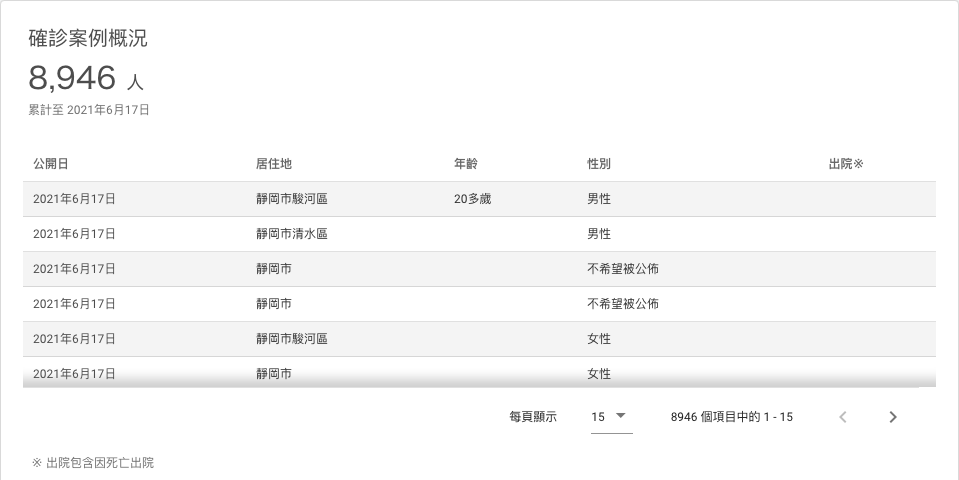 確診案例概況
8,946 人
累計至 2021年6月17日
公開日 居住地 年齡 性別 出院※
2021年6月17日 靜岡市駿河區 20多歲 男性
2021年6月17日 靜岡市清水區 男性
2021年6月17日 靜岡市 不希望被公佈
2021年6月17日 靜岡市 不希望被公佈
2021年6月17日 靜岡市駿河區 女性
2021年6月17日 靜岡市 女性
每頁顯示 15 8946 個項目中的 1 - 15
※ 出院包含因死亡出院